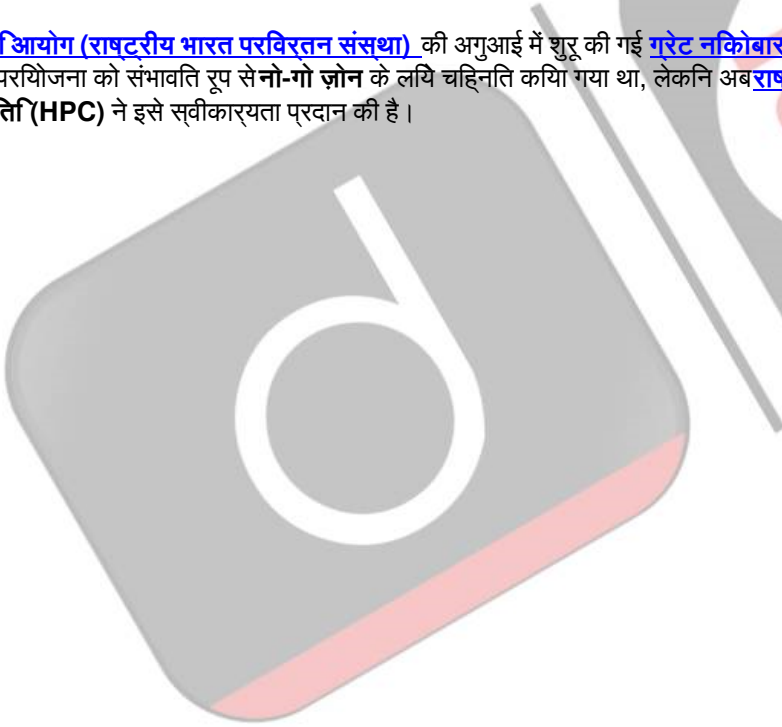 आयोग (राष्ट्रीय भारत परिवर्तन संस्था) की अगुआई में शुरू की गई ग्रेट निकोबार
परियोजना को संभावित रूप से नो-गो ज़ोन के लिये चिह्नित किया गया था, लेकिन अब
(HPC) ने इसे स्वीकार्यता प्रदान की है।